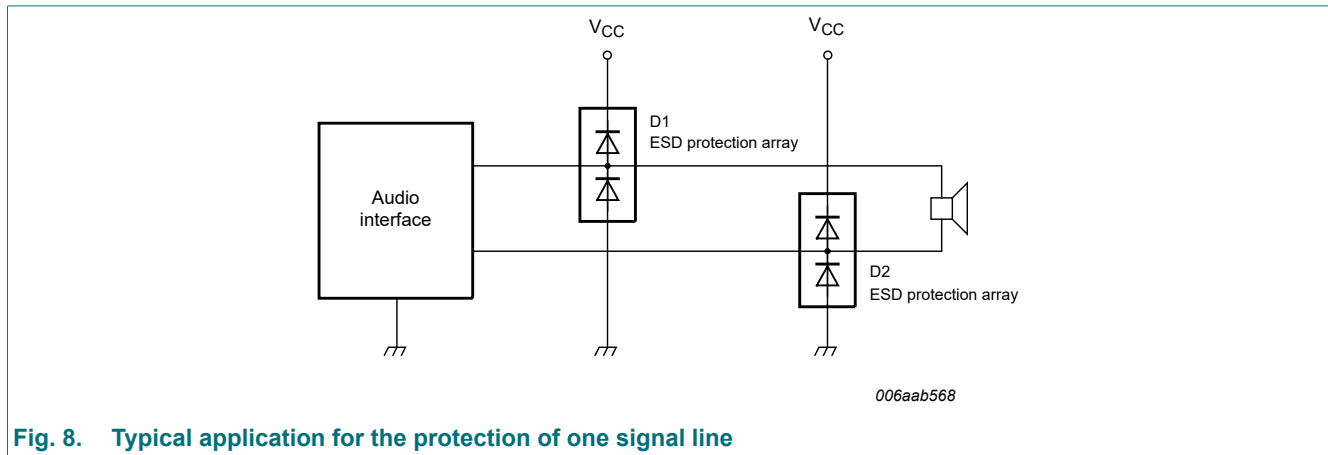 VCC
VCC
D1
ESD protection array
Audio
interface
D2
ESD protection array
006aab568
Fig. 8. Typical application for the protection of one signal line